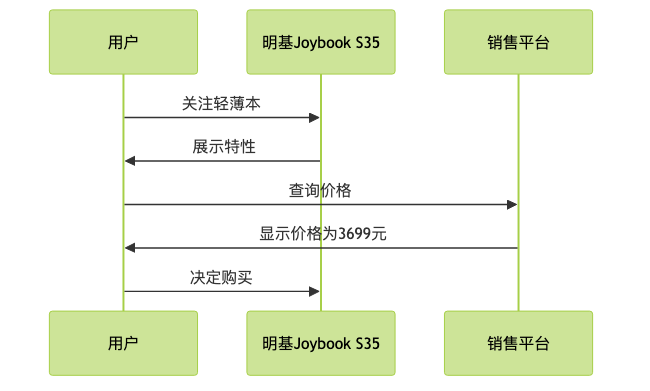 用户
明基Joybook S35
销售平台
关注轻薄本
展示特性
查询价格
显示价格为3699元
决定购买
用户
明基Joybook S35
销售平台